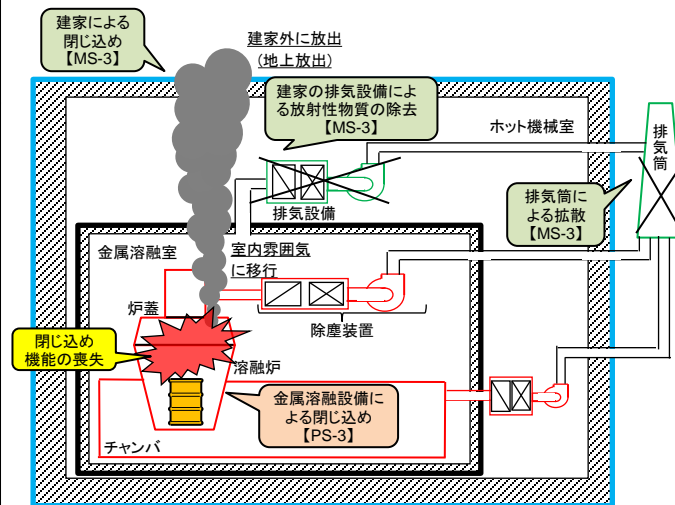 建家による
閉じ込め
【MS-3】
建家外に放出
(地上放出)
建家の排気設備によ
る放射性物質の除去
【MS-3】
ホット機械室
排気筒
排気設備
排気筒に
よる拡散
【MS-3】
金属溶融室
室内雰囲気
に移行
炉蓋
除塵装置
閉じ込め
機能の喪失
溶融炉
金属溶融設備に
よる閉じ込め
【PS-3】
チャンバ